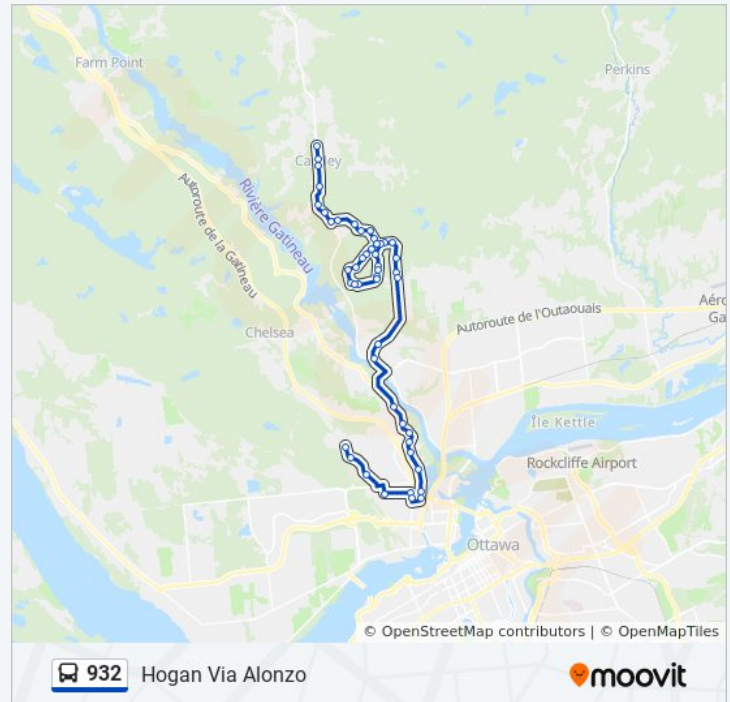 Farm Point
Perkins
Rivière Gatineau
Autoroute de la Gatineau
Chelsea
Autoroute de l'Outaouais
Aéro
Ga
Île Kettle
Rockcliffe Airport
Ottawa
© OpenStreetMap contributors | © OpenMapTiles
932 Hogan Via Alonzo
moovit